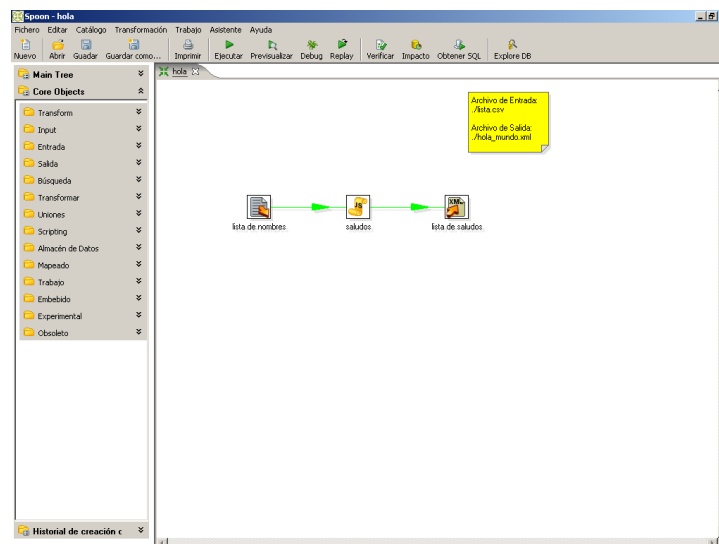 Spoon - hola
Fichero Editar Catálogo Transformación Trabajo Asistente Ayuda
Nuevo Abrir Guadar Guardar como... Imprimir Ejecutar Previsualizar Debug Replay Verificar Impacto Obtener SQL Explore DB
Main Tree
Core Objects
Transform
Input
Entrada
Salida
Búsqueda
Transformar
Uniones
Scripting
Almacén de Datos
Mapeado
Trabajo
Embebido
Experimental
Obsoleto
Historial de creación c
hola
Archivo de Entrada:
./lista.csv
Archivo de Salida:
./hola_mundo.xml
JS
XML
lista de nombres
saludos
lista de saludos